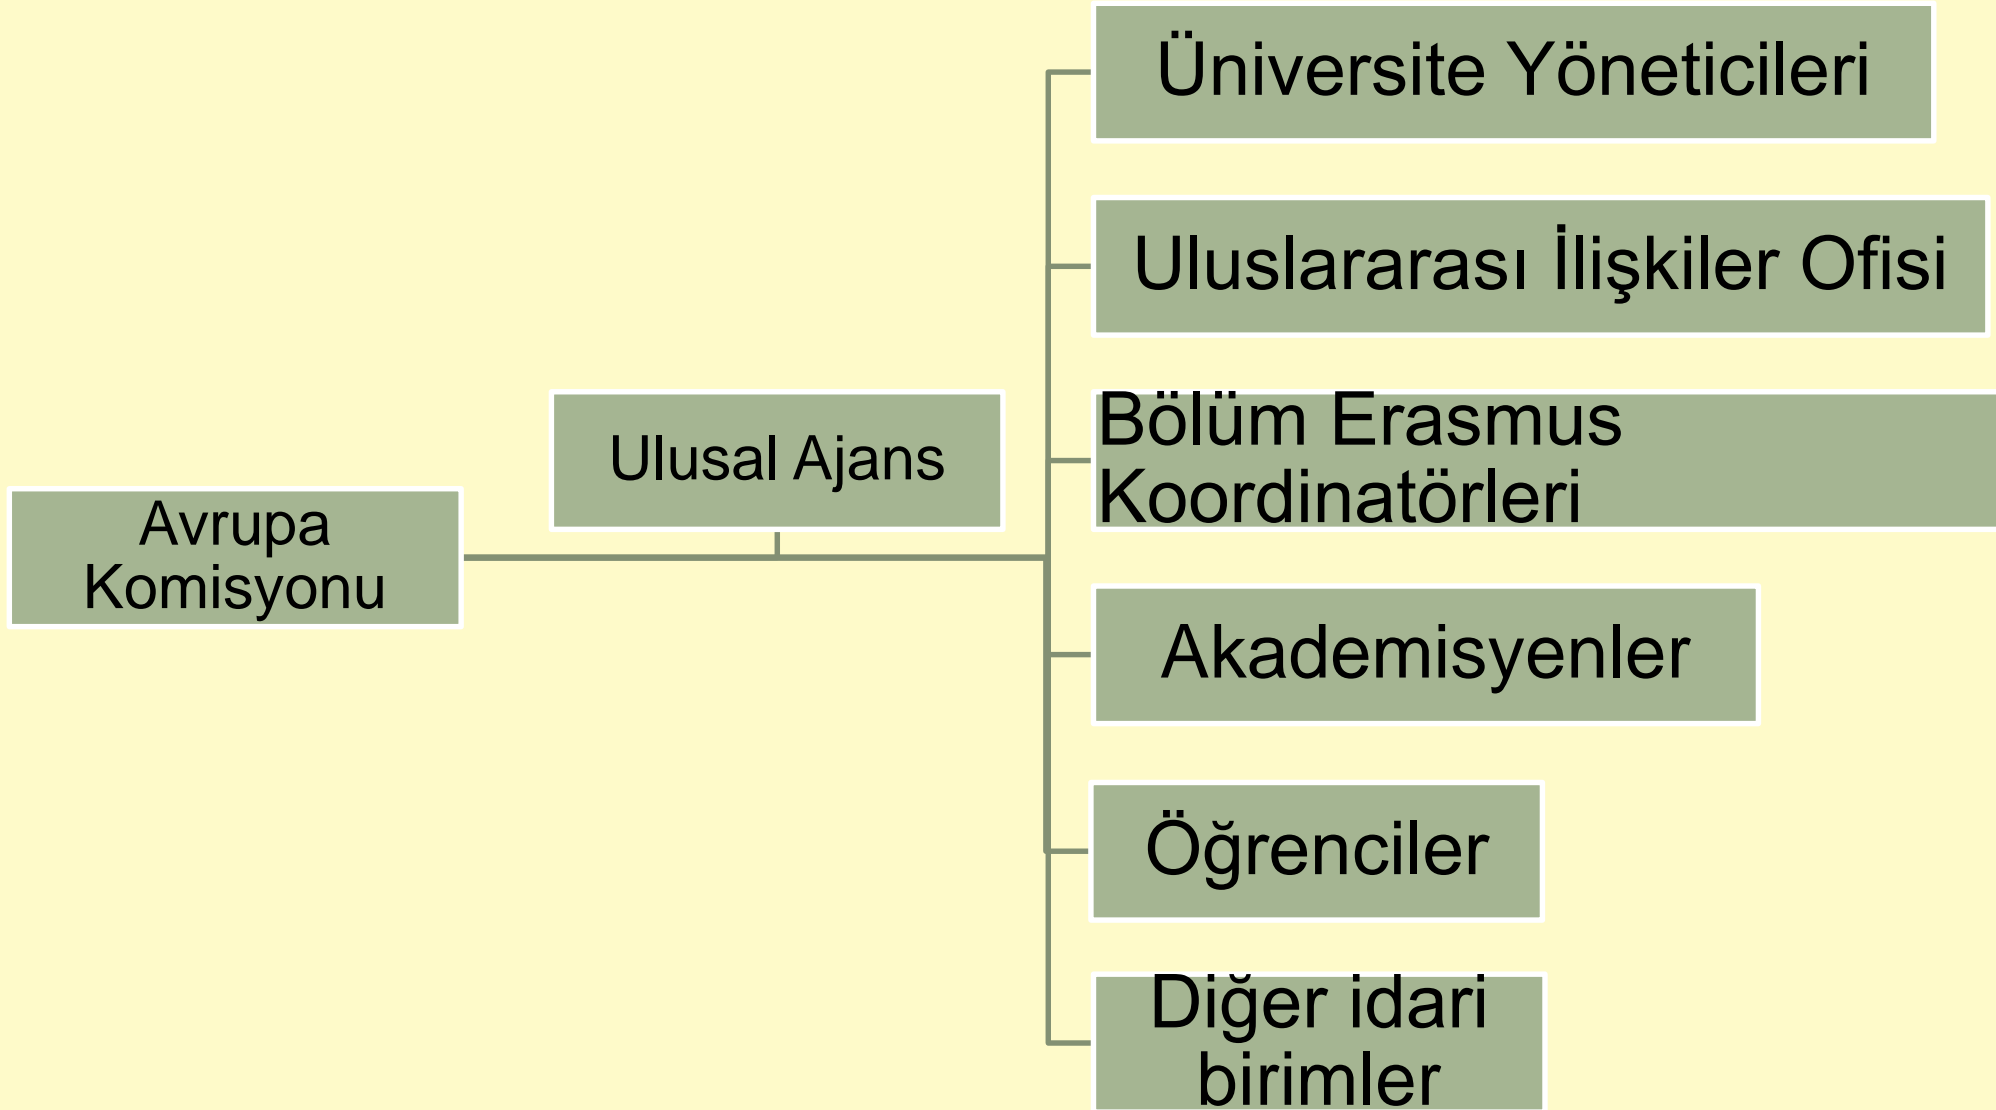 Avrupa
Komisyonu
Ulusal Ajans
Üniversite Yöneticileri
Uluslararası İlişkiler Ofisi
Bölüm Erasmus
Koordinatörleri
Akademisyenler
Öğrenciler
Diğer idari
birimler